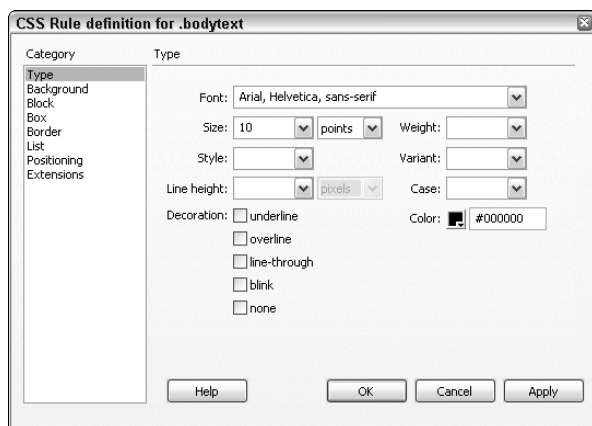 CSS Rule definition for .bodytext
Category
Type
Type
Background
Block
Box
Border
List
Positioning
Extensions
Font: Arial, Helvetica, sans-serif
Size: 10 points Weight:
Style: Variant:
Line height: pixels Case:
Decoration: underline Color: #000000
overline
line-through
blink
none
Help OK Cancel Apply